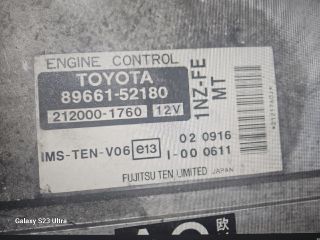 ENGINE CONTROL
TOYOTA
89661-52180
212000-1760 12V
1NZ-FE
MT
IMS-TEN-V06 e13
02 0916
I-00 0611
FUJITSU TEN LIMITED JAPAN
欧
Galaxy S23 Ultra